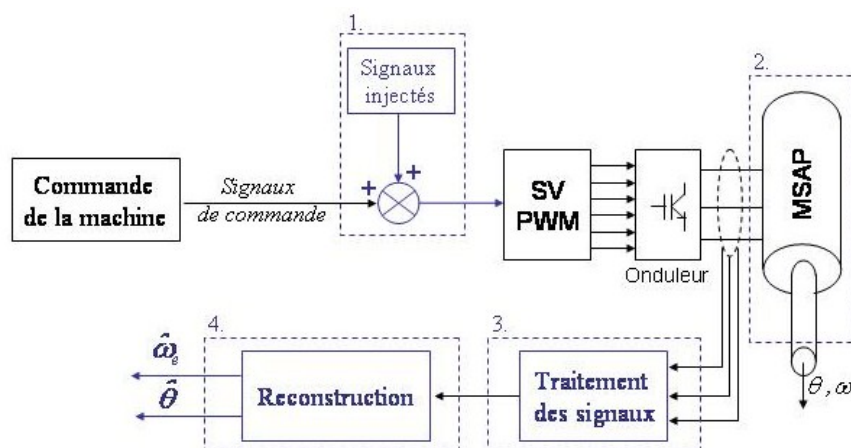 1.
Signaux
injectés
2.
MSAP
+
+
Commande
de la machine
Signaux
de commande
SV
PWM
Onduleur
4.
3.
ω̂e
θ̂
Reconstruction
Traitement
des signaux
θ, ω